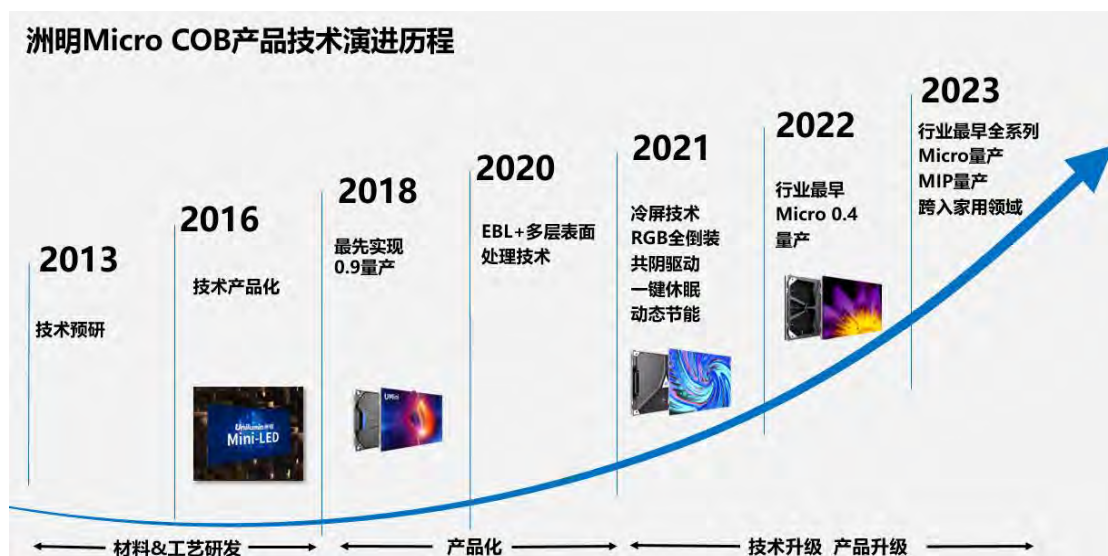 洲明Micro COB产品技术演进历程
2013
技术预研
2016
技术产品化
Unilumin
Mini-LED
2018
最先实现
0.9量产
UMini
2020
EBL+多层表面
处理技术
2021
冷屏技术
RGB全倒装
共阴驱动
一键休眠
动态节能
2022
行业最早
Micro 0.4
量产
2023
行业最早全系列
Micro量产
MIP量产
跨入家用领域
材料&工艺研发
产品化
技术升级 产品升级